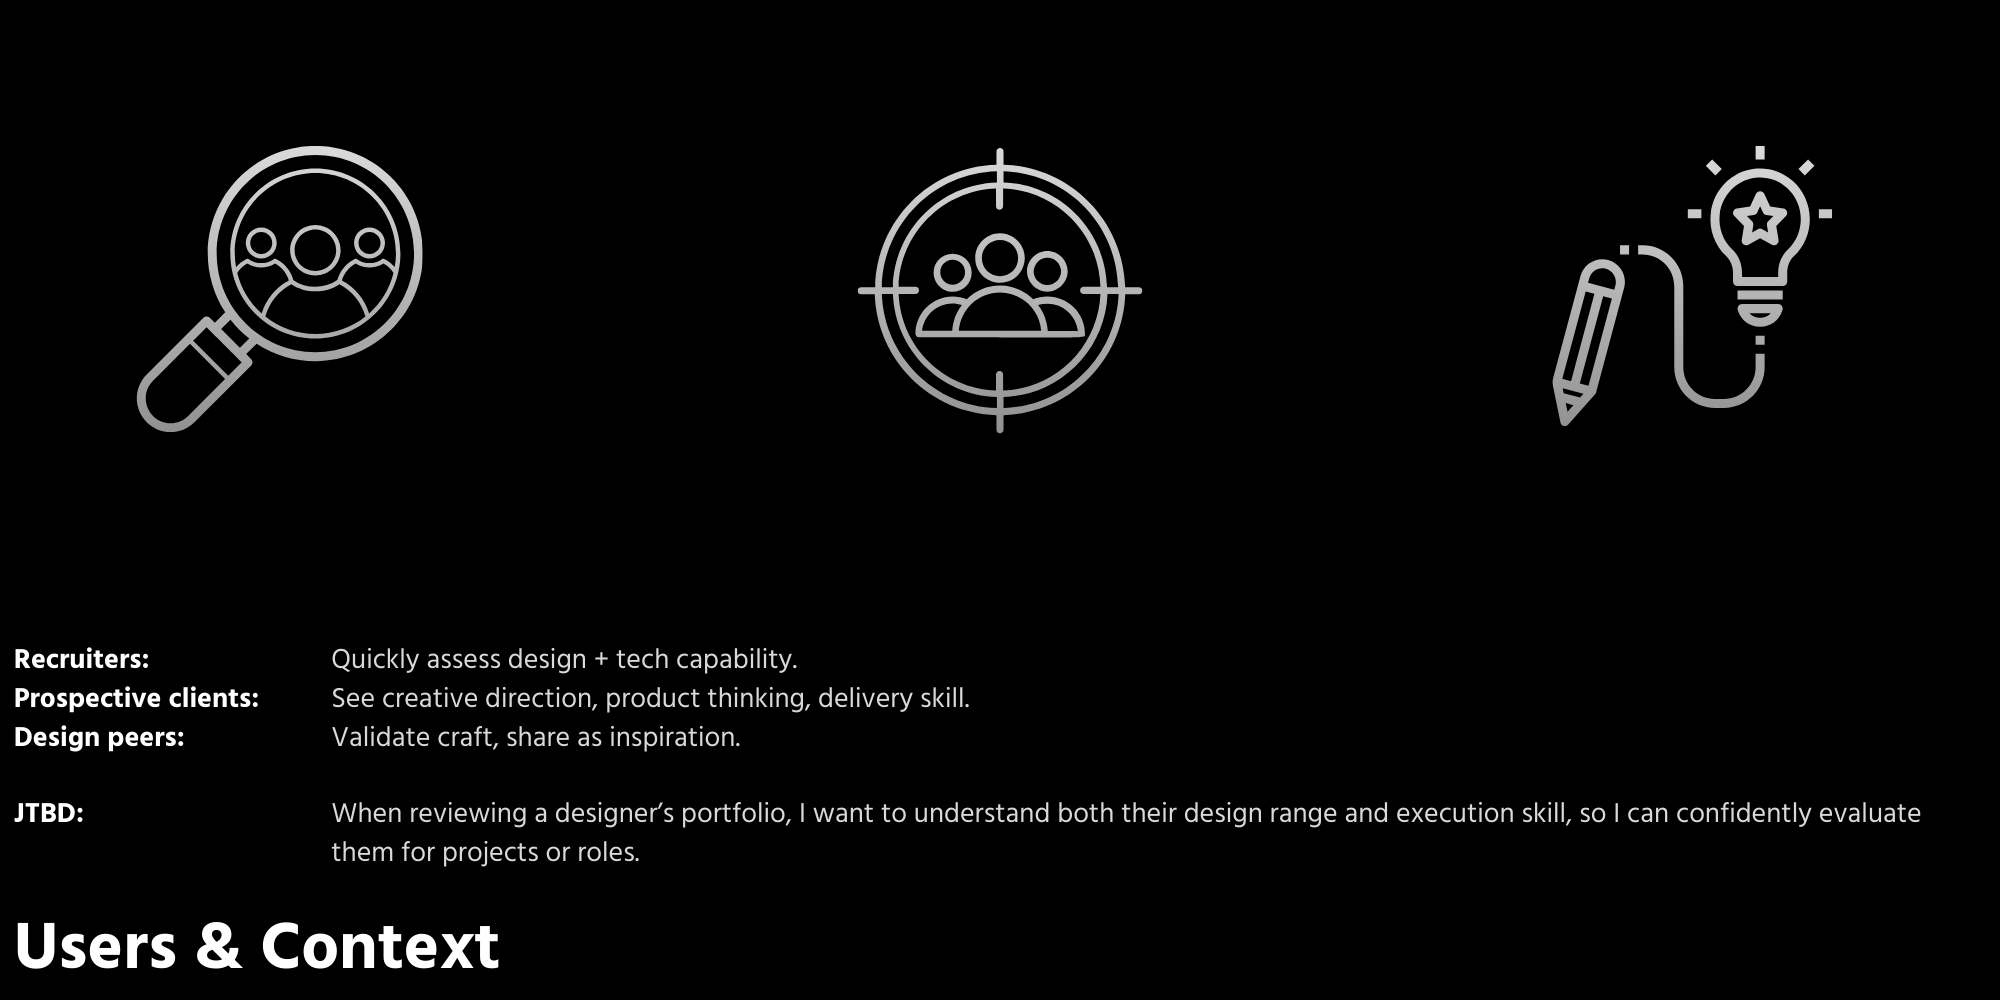 Recruiters: Quickly assess design + tech capability.
Prospective clients: See creative direction, product thinking, delivery skill.
Design peers: Validate craft, share as inspiration.
JTBD: When reviewing a designer’s portfolio, I want to understand both their design range and execution skill, so I can confidently evaluate
them for projects or roles.
Users & Context